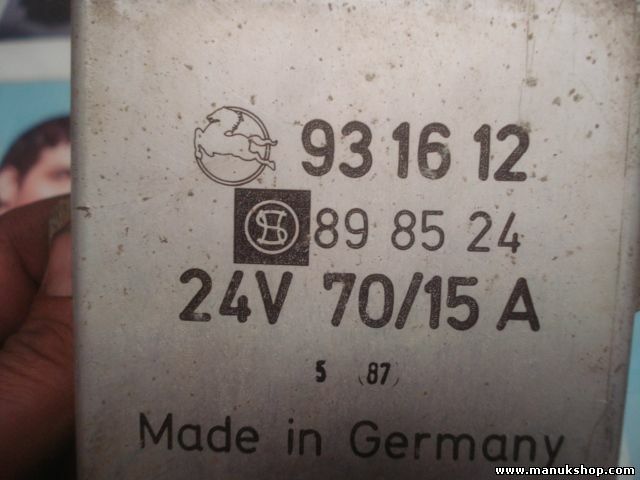 93 16 12
89 85 24
24V 70/15 A
5 (87)
Made in Germany
www.manukshop.com